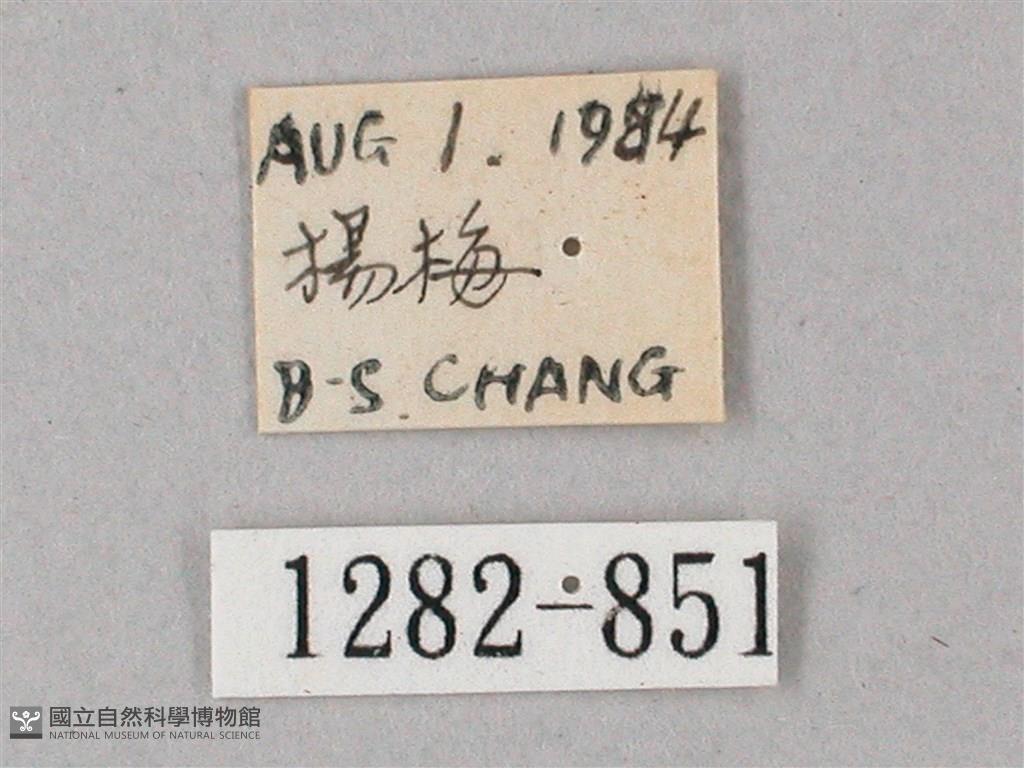 AUG 1. 1984
楊梅
B-S. CHANG
1282-851
國立自然科學博物館
NATIONAL MUSEUM OF NATURAL SCIENCE